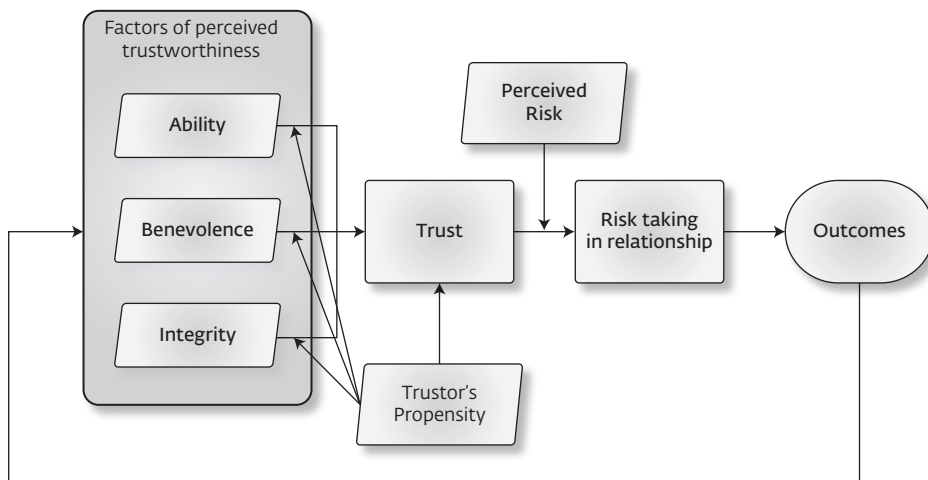 Factors of perceived
trustworthiness
Ability
Benevolence
Integrity
Trust
Trustor's
Propensity
Perceived
Risk
Risk taking
in relationship
Outcomes